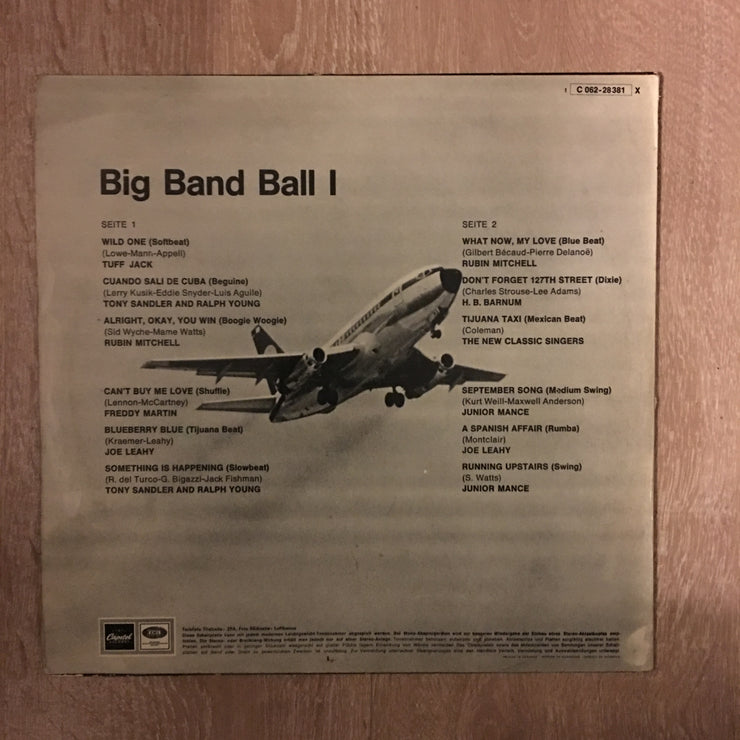 I C 062-28 381 X
Big Band Ball I
SEITE 1
WILD ONE (Softbeat)
(Lowe-Mann-Appell)
TUFF JACK
CUANDO SALI DE CUBA (Beguine)
(Lerry Kusik-Eddie Snyder-Luis Aguile)
TONY SANDLER AND RALPH YOUNG
ALRIGHT, OKAY, YOU WIN (Boogie Woogie)
(Sid Wyche-Mame Watts)
RUBIN MITCHELL
CAN'T BUY ME LOVE (Shuffle)
(Lennon-McCartney)
FREDDY MARTIN
BLUEBERRY BLUE (Tijuana Beat)
(Kraemer-Leahy)
JOE LEAHY
SOMETHING IS HAPPENING (Slowbeat)
(R. del Turco-G. Bigazzi-Jack Fishman)
TONY SANDLER AND RALPH YOUNG
SEITE 2
WHAT NOW, MY LOVE (Blue Beat)
(Gilbert Bécaud-Pierre Delanoë)
RUBIN MITCHELL
DON'T FORGET 127TH STREET (Dixie)
(Charles Strouse-Lee Adams)
H. B. BARNUM
TIJUANA TAXI (Mexican Beat)
(Coleman)
THE NEW CLASSIC SINGERS
SEPTEMBER SONG (Medium Swing)
(Kurt Weill-Maxwell Anderson)
JUNIOR MANCE
A SPANISH AFFAIR (Rumba)
(Montclair)
JOE LEAHY
RUNNING UPSTAIRS (Swing)
(S. Watts)
JUNIOR MANCE
Capitol
EMI